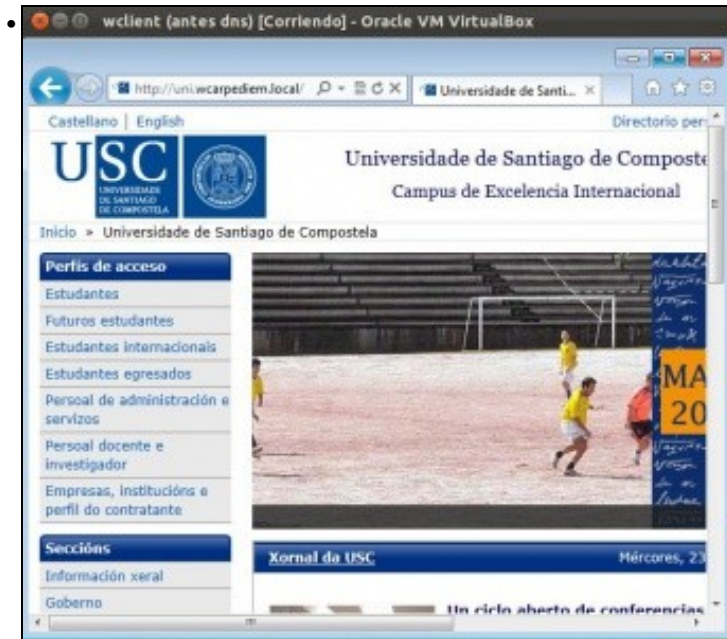 wclient (antes dns) [Corriendo] - Oracle VM VirtualBox
http://uni.wcarpediem.local/
Universidade de Santi...
Castellano | English
Directorio per
USC
UNIVERSIDADE
DE SANTIAGO
DE COMPOSTELA
Universidade de Santiago de Composte
Campus de Excelencia Internacional
Inicio » Universidade de Santiago de Compostela
Perfís de acceso
Estudantes
Futuros estudantes
Estudantes internacionais
Estudantes egresados
Persoal de administración e
servizos
Persoal docente e
investigador
Empresas, institucións e
perfil do contratante
MA
20
Seccións
Información xeral
Goberno
Xornal da USC
Mércores, 23
Un ciclo aberto de conferencias